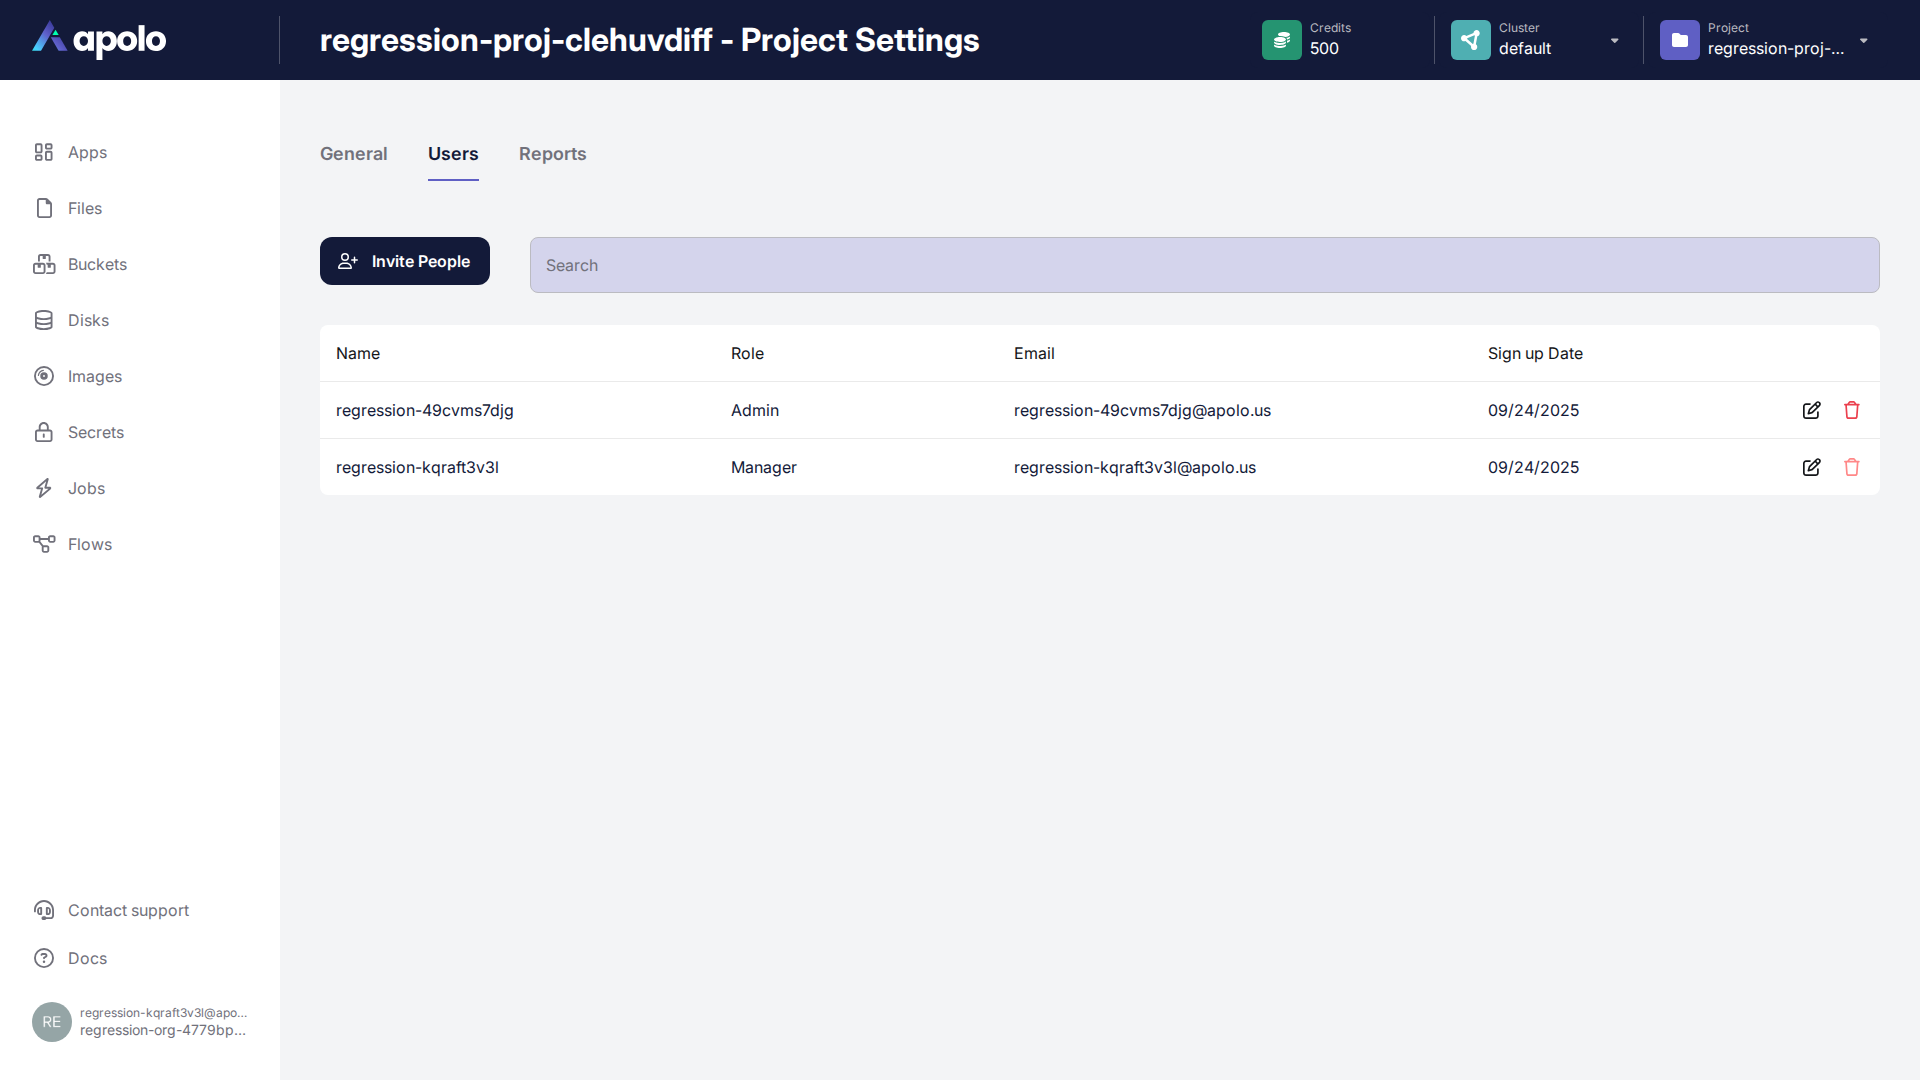 apolo
regression-proj-clehuvdiff - Project Settings
Credits
500
Cluster
default
Project
regression-proj-...
Apps
Files
Buckets
Disks
Images
Secrets
Jobs
Flows
General Users Reports
Invite People
Search
Name Role Email Sign up Date
regression-49cvms7djg Admin regression-49cvms7djg@apolo.us 09/24/2025
regression-kqraft3v3l Manager regression-kqraft3v3l@apolo.us 09/24/2025
Contact support
Docs
RE
regression-kqraft3v3l@apo...
regression-org-4779bp...